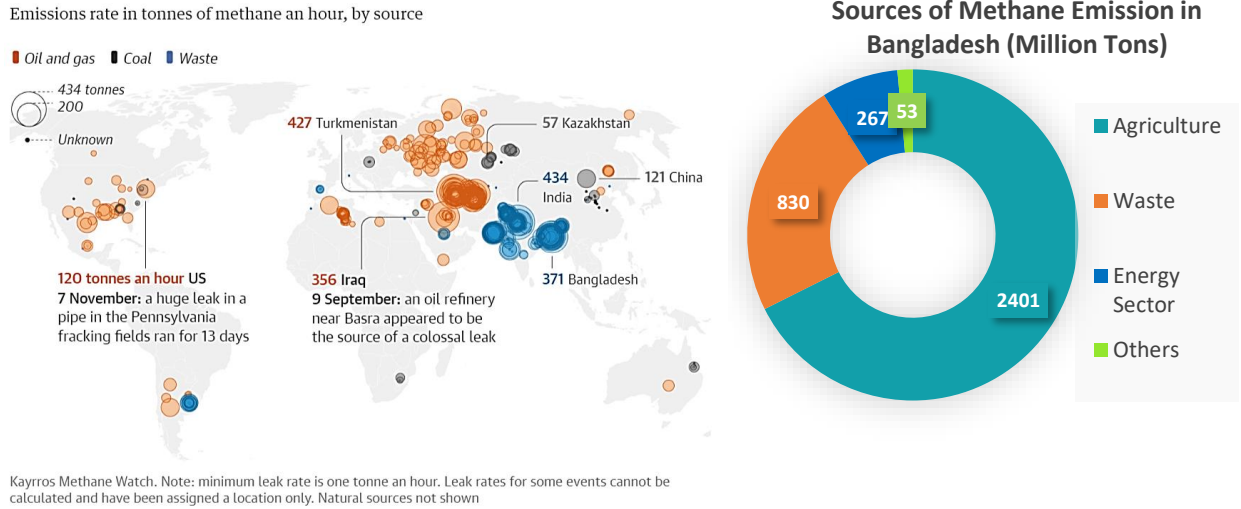 Emissions rate in tonnes of methane an hour, by source
Oil and gas Coal Waste
434 tonnes
200
Unknown
427 Turkmenistan
57 Kazakhstan
434
India
121 China
120 tonnes an hour US
7 November: a huge leak in a
pipe in the Pennsylvania
fracking fields ran for 13 days
356 Iraq
9 September: an oil refinery
near Basra appeared to be
the source of a colossal leak
371 Bangladesh
Kayrros Methane Watch. Note: minimum leak rate is one tonne an hour. Leak rates for some events cannot be
calculated and have been assigned a location only. Natural sources not shown
Sources of Methane Emission in
Bangladesh (Million Tons)
267
53
830
2401
Agriculture
Waste
Energy
Sector
Others